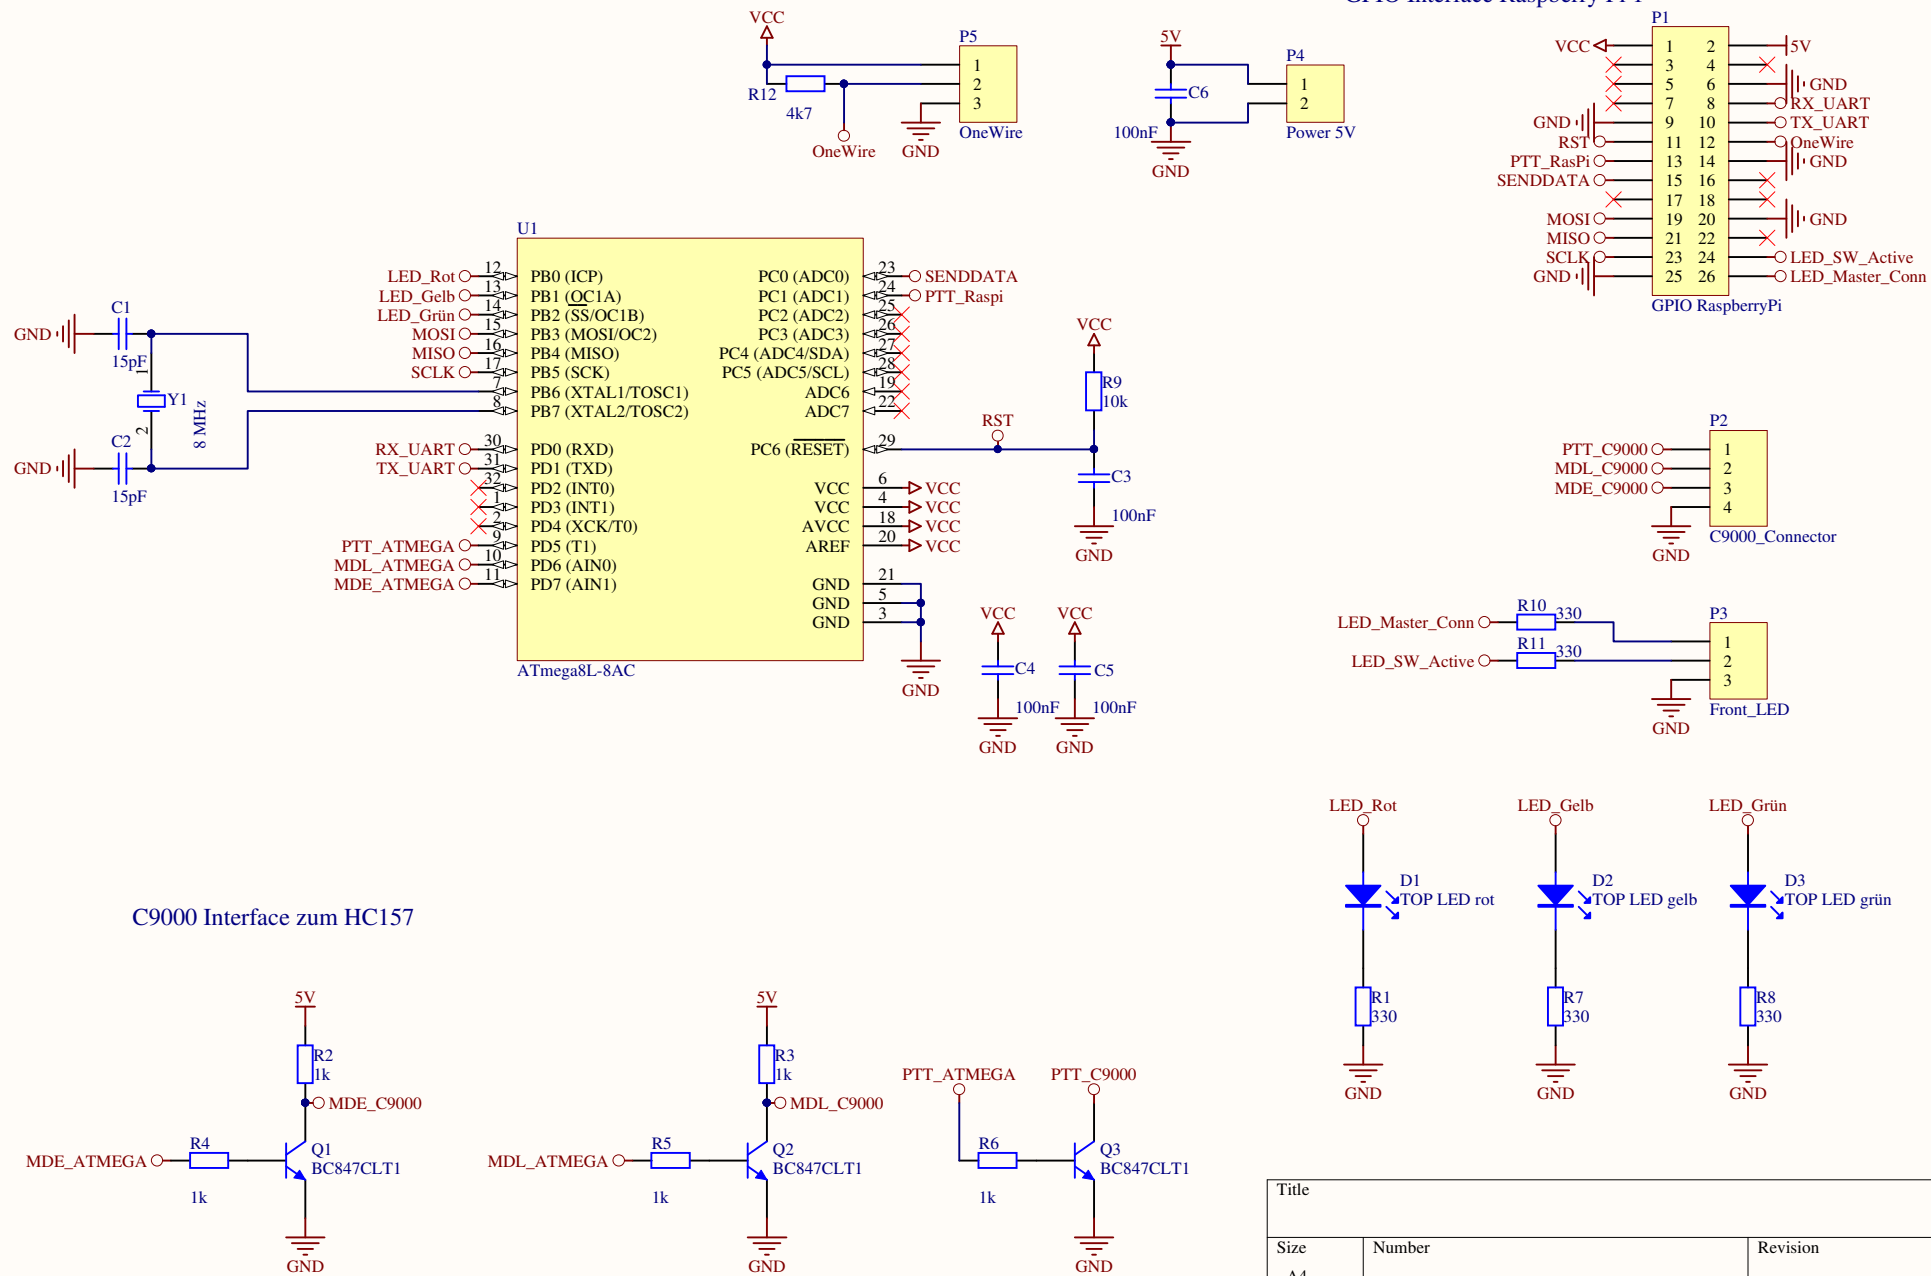 VCC
R12
4k7
OneWire
P5
1
2
3
OneWire
GND
5V
C6
100nF
GND
P4
1
2
Power 5V
P1
VCC 1 2 5V
3 4
5 6 GND
7 8 RX_UART
GND 9 10 TX_UART
RST 11 12 OneWire
PTT_RasPi 13 14 GND
SENDDATA 15 16
17 18
MOSI 19 20 GND
MISO 21 22
SCLK 23 24 LED_SW_Active
GND 25 26 LED_Master_Conn
GPIO RaspberryPi
U1
LED_Rot 12 PB0 (ICP)
LED_Gelb 13 PB1 (OC1A)
LED_Grün 14 PB2 (SS/OC1B)
MOSI 15 PB3 (MOSI/OC2)
MISO 16 PB4 (MISO)
SCLK 17 PB5 (SCK)
7 PB6 (XTAL1/TOSC1)
8 PB7 (XTAL2/TOSC2)
RX_UART 30 PD0 (RXD)
TX_UART 31 PD1 (TXD)
32 PD2 (INT0)
1 PD3 (INT1)
2 PD4 (XCK/T0)
PTT_ATMEGA 9 PD5 (T1)
MDL_ATMEGA 10 PD6 (AIN0)
MDE_ATMEGA 11 PD7 (AIN1)
PC0 (ADC0) 23 SENDDATA
PC1 (ADC1) 24 PTT_Raspi
PC2 (ADC2) 25
PC3 (ADC3) 26
PC4 (ADC4/SDA) 27
PC5 (ADC5/SCL) 28
ADC6 19
ADC7 22
PC6 (RESET) 29
VCC 6 VCC
VCC 4 VCC
AVCC 18 VCC
AREF 20 VCC
GND 21
GND 5
GND 3
ATmega8L-8AC
GND
C1
GND
15pF
1
Y1
8 MHz
2
C2
GND
15pF
RST
VCC
R9
10k
C3
100nF
GND
VCC
C4
100nF
GND
VCC
C5
100nF
GND
P2
PTT_C9000 1
MDL_C9000 2
MDE_C9000 3
4
GND
C9000_Connector
LED_Master_Conn
R10 330
LED_SW_Active
R11 330
P3
1
2
3
GND
Front_LED
LED_Rot
D1
TOP LED rot
R1
330
GND
LED_Gelb
D2
TOP LED gelb
R7
330
GND
LED_Grün
D3
TOP LED grün
R8
330
GND
C9000 Interface zum HC157
5V
R2
1k
MDE_C9000
MDE_ATMEGA
R4
1k
Q1
BC847CLT1
GND
5V
R3
1k
MDL_C9000
MDL_ATMEGA
R5
1k
Q2
BC847CLT1
GND
PTT_ATMEGA
PTT_C9000
R6
1k
Q3
BC847CLT1
GND
Title
Size
Number
Revision